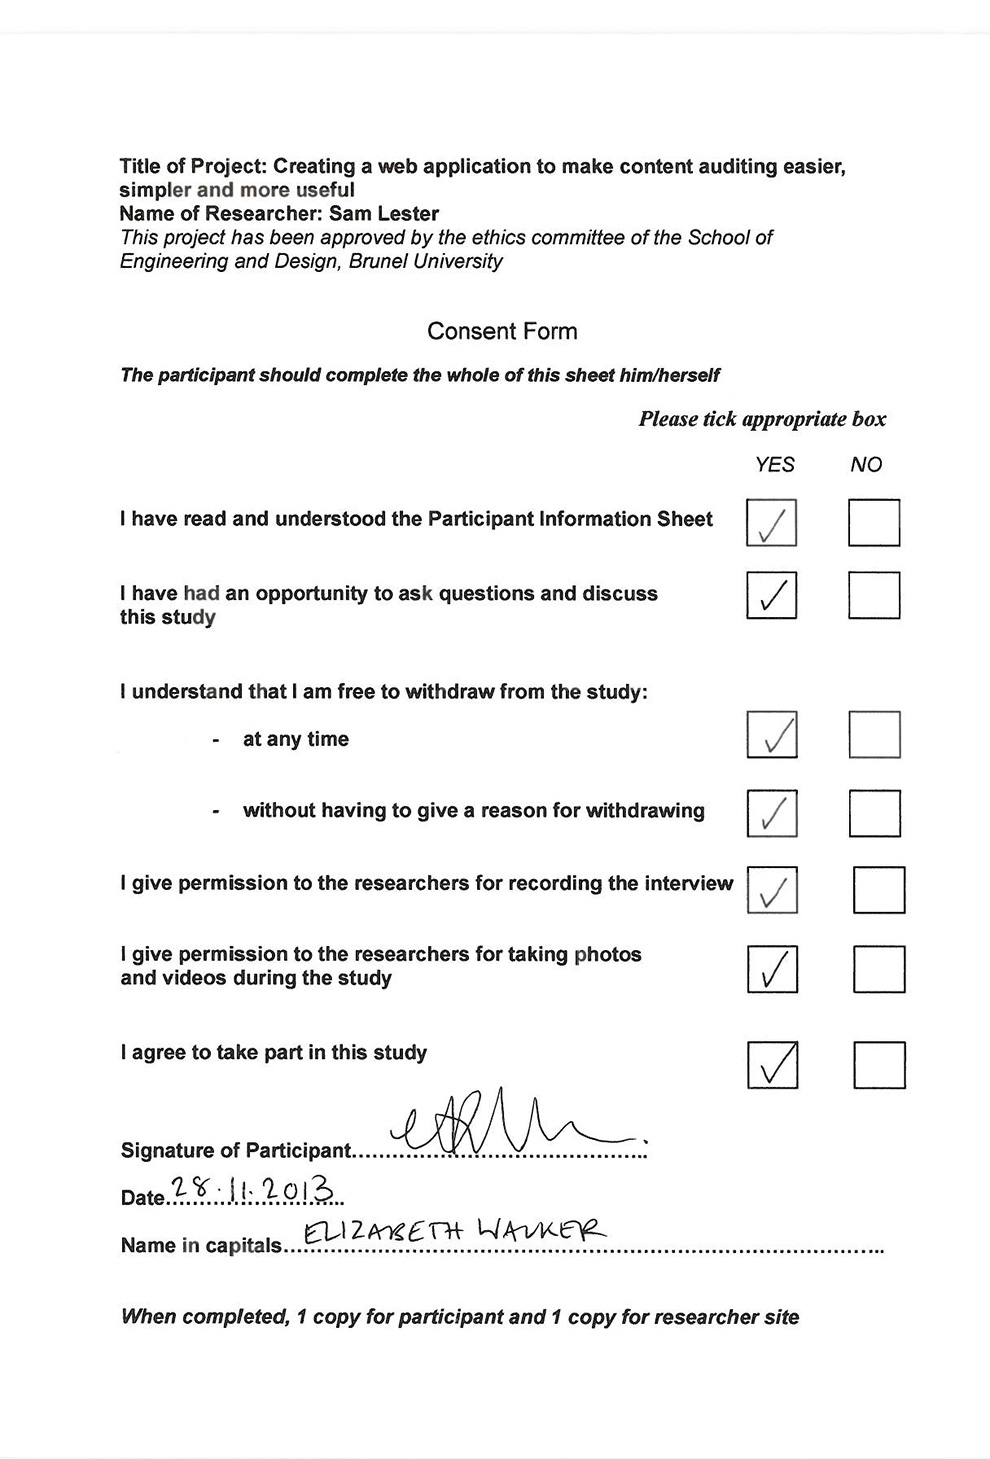 Title of Project: Creating a web application to make content auditing easier,
simpler and more useful
Name of Researcher: Sam Lester
This project has been approved by the ethics committee of the School of
Engineering and Design, Brunel University
Consent Form
The participant should complete the whole of this sheet him/herself
Please tick appropriate box
YES NO
I have read and understood the Participant Information Sheet
I have had an opportunity to ask questions and discuss
this study
I understand that I am free to withdraw from the study:
- at any time
- without having to give a reason for withdrawing
I give permission to the researchers for recording the interview
I give permission to the researchers for taking photos
and videos during the study
I agree to take part in this study
Signature of Participant
Date 28.11.2013
Name in capitals ELIZABETH WALKER
When completed, 1 copy for participant and 1 copy for researcher site